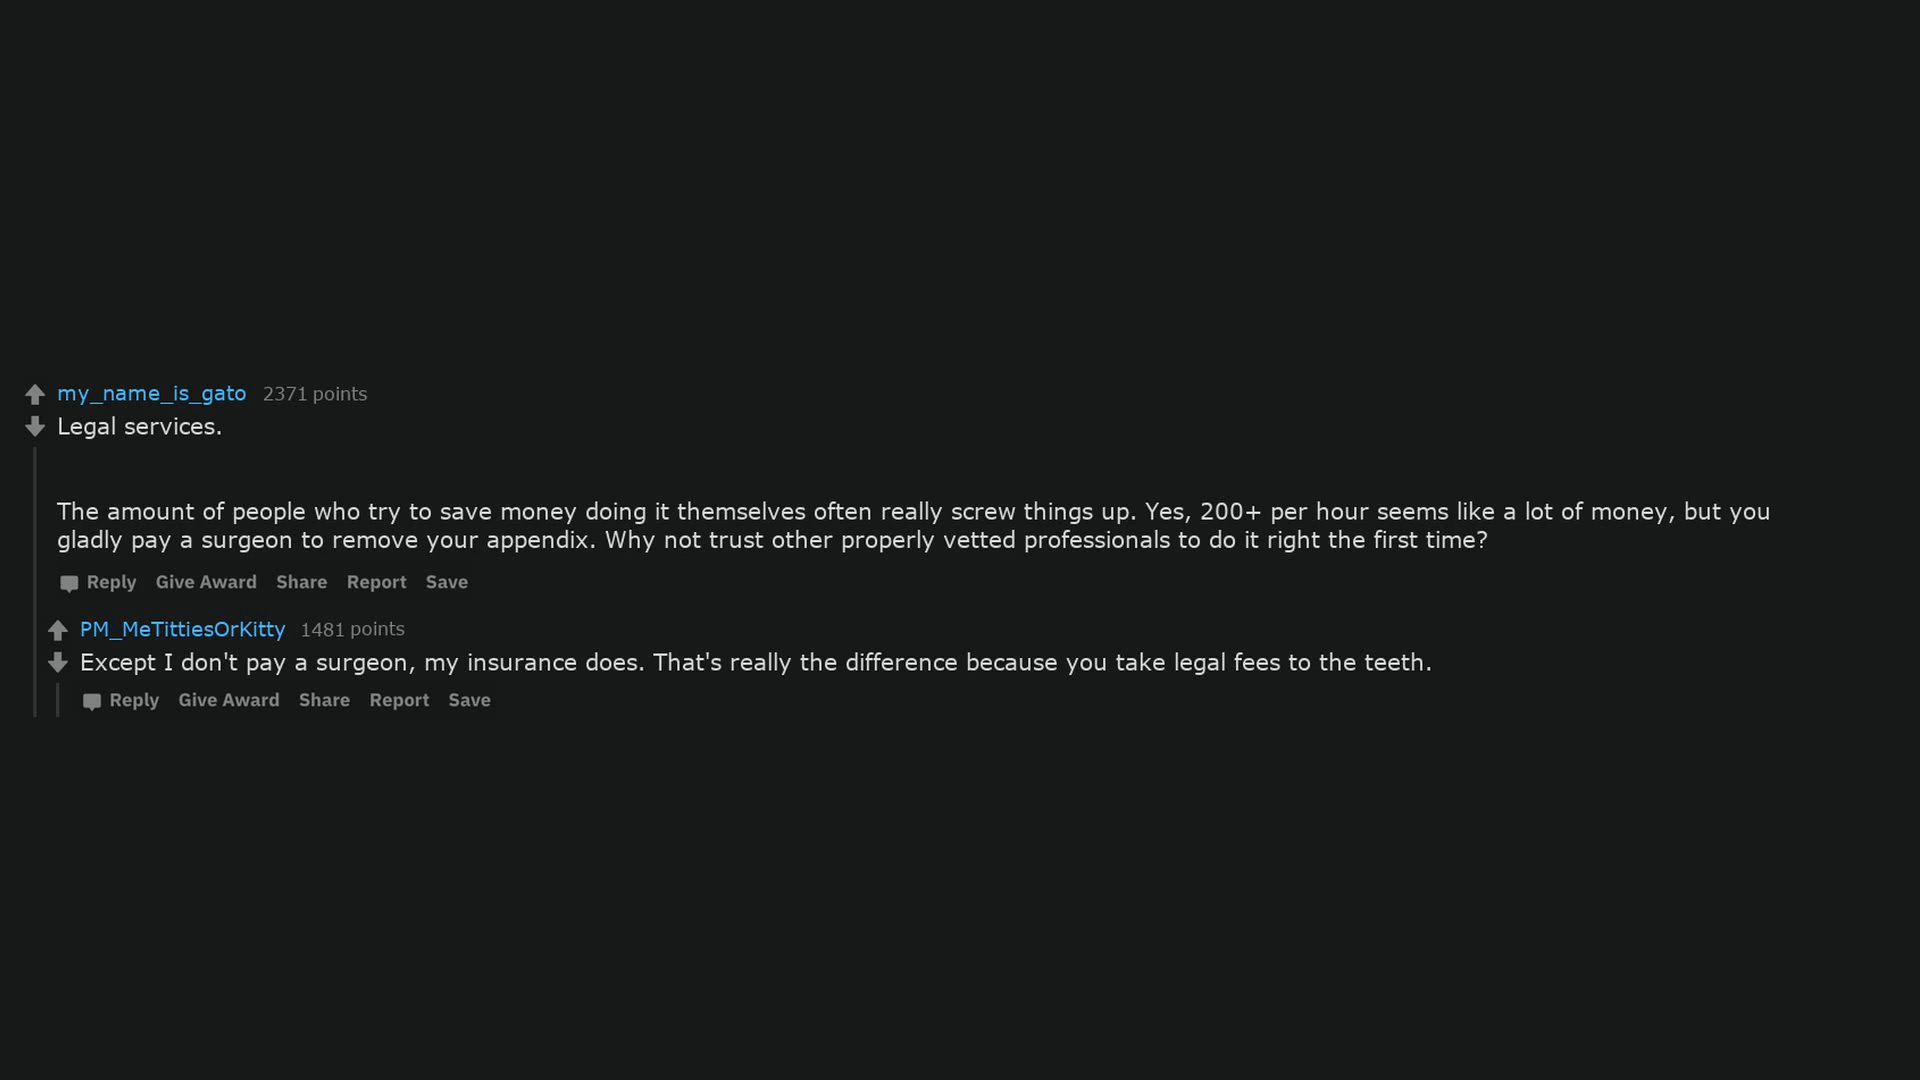 my_name_is_gato 2371 points
Legal services.
The amount of people who try to save money doing it themselves often really screw things up. Yes, 200+ per hour seems like a lot of money, but you
gladly pay a surgeon to remove your appendix. Why not trust other properly vetted professionals to do it right the first time?
Reply Give Award Share Report Save
PM_MeTittiesOrKitty 1481 points
Except I don't pay a surgeon, my insurance does. That's really the difference because you take legal fees to the teeth.
Reply Give Award Share Report Save